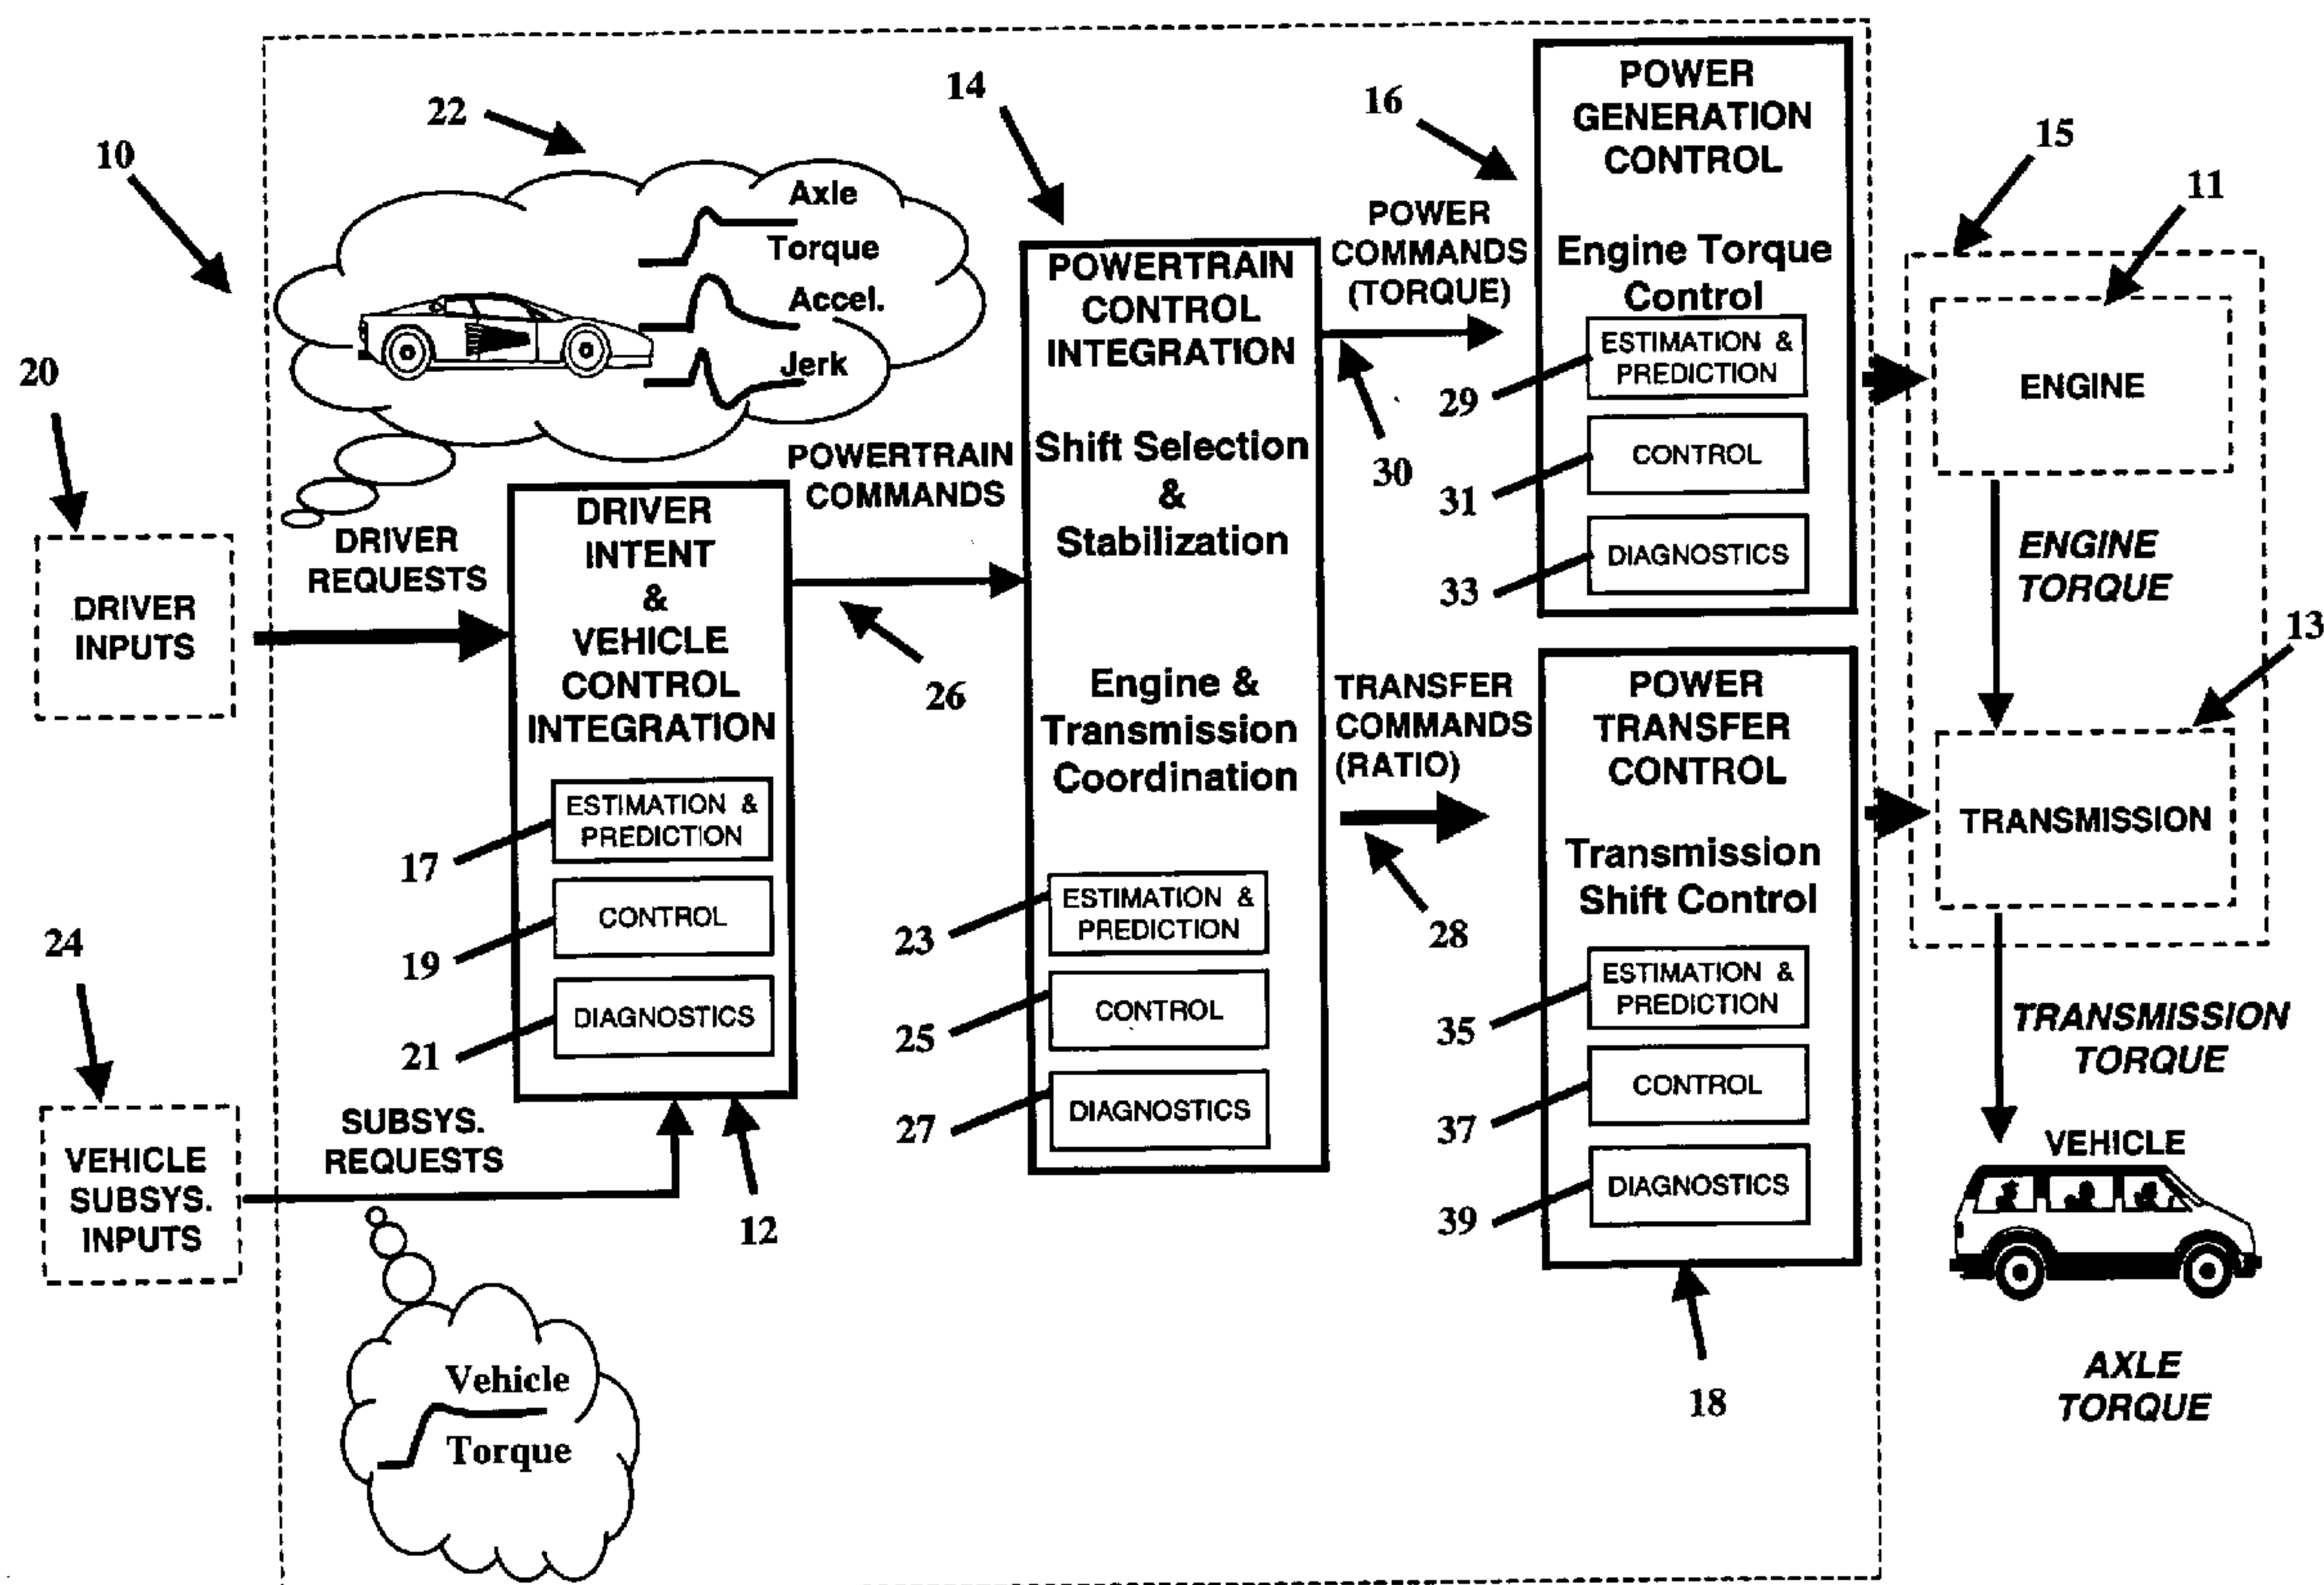 10
22
Axle
Torque
Accel.
Jerk
20
DRIVER
INPUTS
DRIVER
REQUESTS
24
VEHICLE
SUBSYS.
INPUTS
SUBSYS.
REQUESTS
Vehicle
Torque
DRIVER
INTENT
&
VEHICLE
CONTROL
INTEGRATION
ESTIMATION &
PREDICTION
CONTROL
DIAGNOSTICS
17
19
21
12
POWERTRAIN
COMMANDS
26
14
POWERTRAIN
CONTROL
INTEGRATION
Shift Selection
&
Stabilization
Engine &
Transmission
Coordination
ESTIMATION &
PREDICTION
CONTROL
DIAGNOSTICS
23
25
27
16
POWER
COMMANDS
(TORQUE)
30
TRANSFER
COMMANDS
(RATIO)
28
POWER
GENERATION
CONTROL
Engine Torque
Control
ESTIMATION &
PREDICTION
CONTROL
DIAGNOSTICS
29
31
33
POWER
TRANSFER
CONTROL
Transmission
Shift Control
ESTIMATION &
PREDICTION
CONTROL
DIAGNOSTICS
35
37
39
18
15
11
ENGINE
ENGINE
TORQUE
13
TRANSMISSION
TRANSMISSION
TORQUE
VEHICLE
AXLE
TORQUE